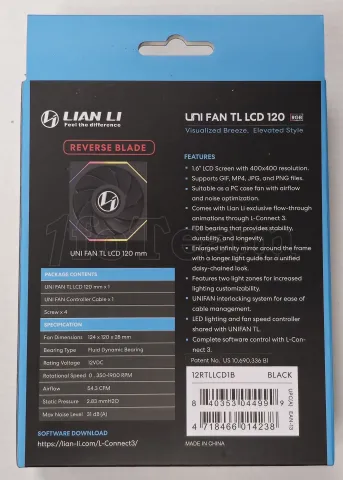 LIAN LI
Feel the difference
REVERSE BLADE
UNI FAN TL LCD 120 mm
PACKAGE CONTENTS
UNI FAN TL LCD 120 mm x 1
UNI FAN Controller Cable x 1
Screw x 4
SPECIFICATION
Fan Dimensions 124 x 120 x 28 mm
Bearing Type Fluid Dynamic Bearing
Rating Voltage 12VDC
Rotational Speed 0 , 350-1900 RPM
Airflow 54.3 CFM
Static Pressure 2.83 mmH2O
Max Noise Level 31 dB (A)
SOFTWARE DOWNLOAD
https://lian-li.com/L-Connect3/
UNI FAN TL LCD 120 RGB
Visualized Breeze, Elevated Style
FEATURES
• 1.6" LCD Screen with 400x400 resolution.
• Supports GIF, MP4, JPG, and PNG files.
• Suitable as a PC case fan with airflow
and noise optimization.
• Comes with Lian Li exclusive flow-through
animations through L-Connect 3.
• FDB bearing that provides stability,
durability, and longevity.
• Enlarged infinity mirror around the frame
with a longer light guide for a unified
daisy-chained look.
• Features two light zones for increased
lighting customizability.
• UNIFAN interlocking system for ease of
cable management.
• LED lighting and fan speed controller
shared with UNIFAN TL.
• Complete software control with L-Con-
nect 3.
Patent No. US 10,690,336 B1
12RTLLCD1B BLACK
8 40353 04499 9
UPC(A)
4 718466 014238
EAN-13
MADE IN CHINA